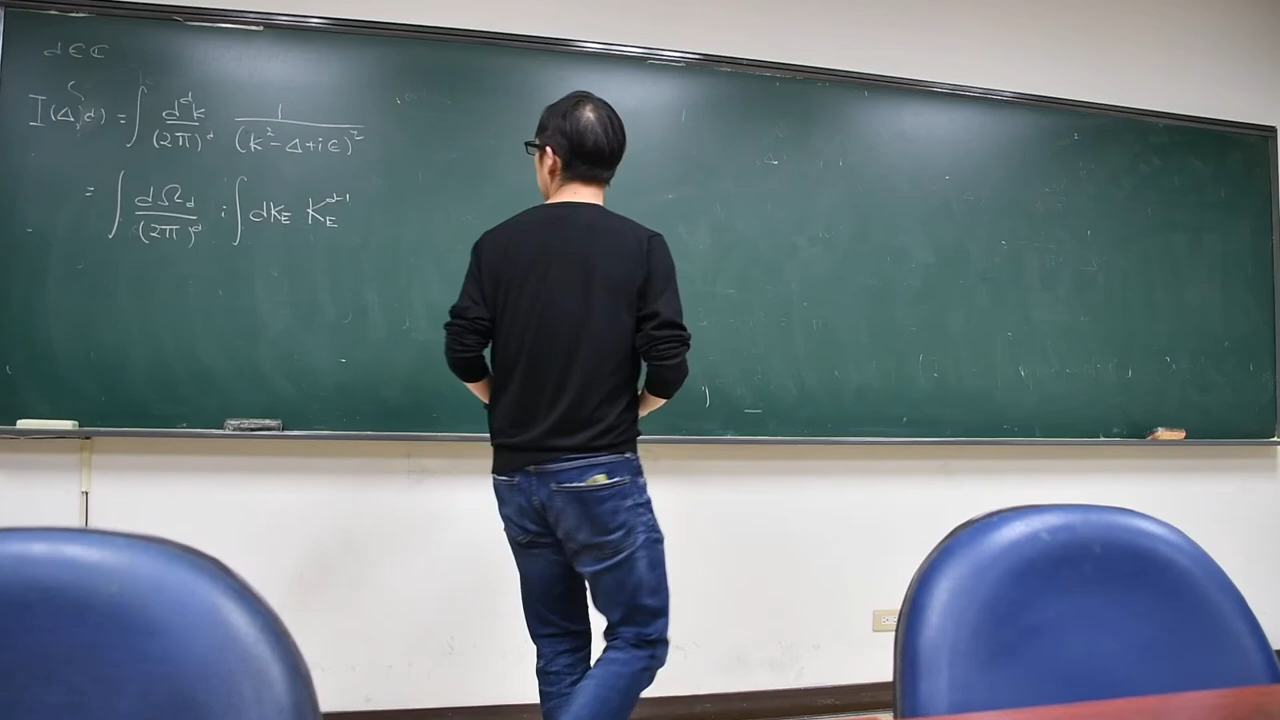 d ∈ ℂ
I(Δ, d) = ∫ d^d k / (2π)^d 1 / (k² - Δ + iε)²
= ∫ dΩ_d / (2π)^d i ∫ dk_E K_E^{d-1}